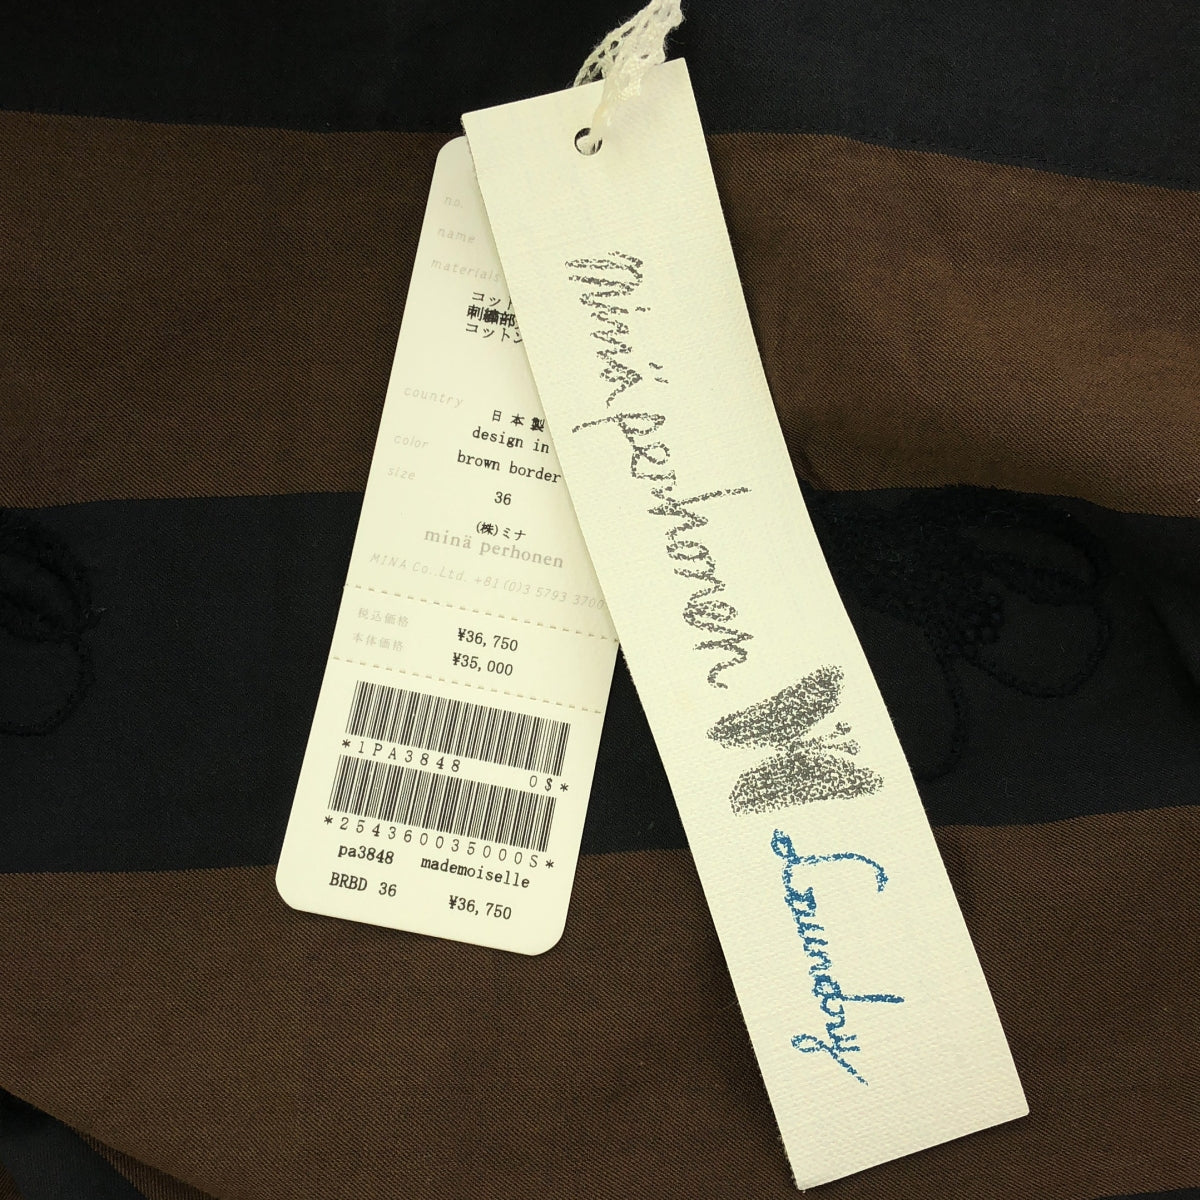 no.
name
materials
コット
刺繍部
コットン
country
日本製
design in
color
brown border
size
36
(株)ミナ
minä perhonen
MINA Co.,Ltd. +81(0)3 5793 3700
税込価格 ¥36,750
本体価格 ¥35,000
*1PA3848 0$*
*254360035000S*
pa3848 mademoiselle
BRBD 36 ¥36,750
minä perhonen
Laundry